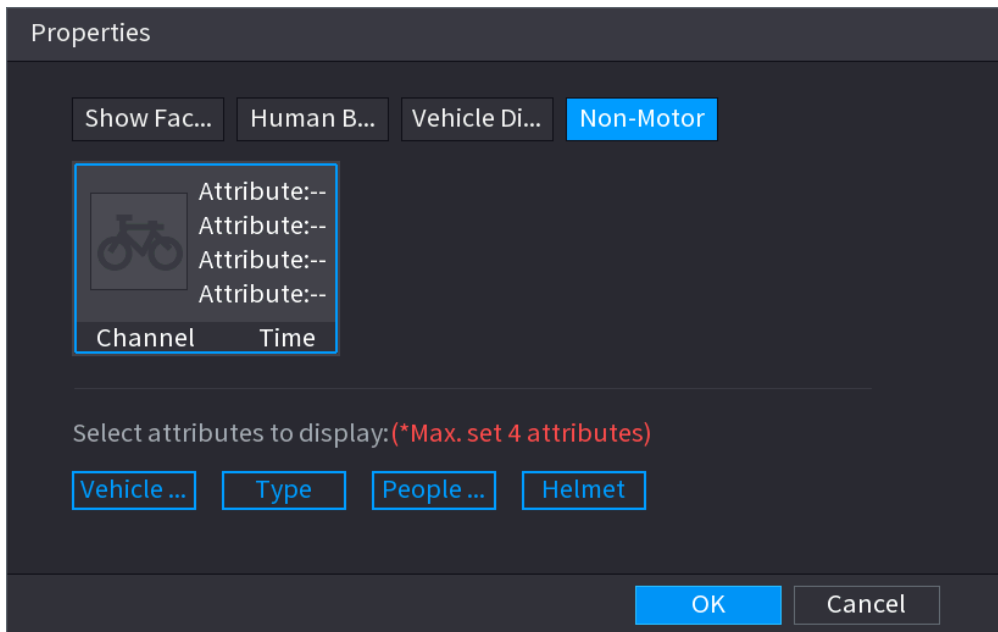 Properties
Show Fac... Human B... Vehicle Di... Non-Motor
Attribute:--
Attribute:--
Attribute:--
Attribute:--
Channel Time
Select attributes to display:(*Max. set 4 attributes)
Vehicle ... Type People ... Helmet
OK Cancel